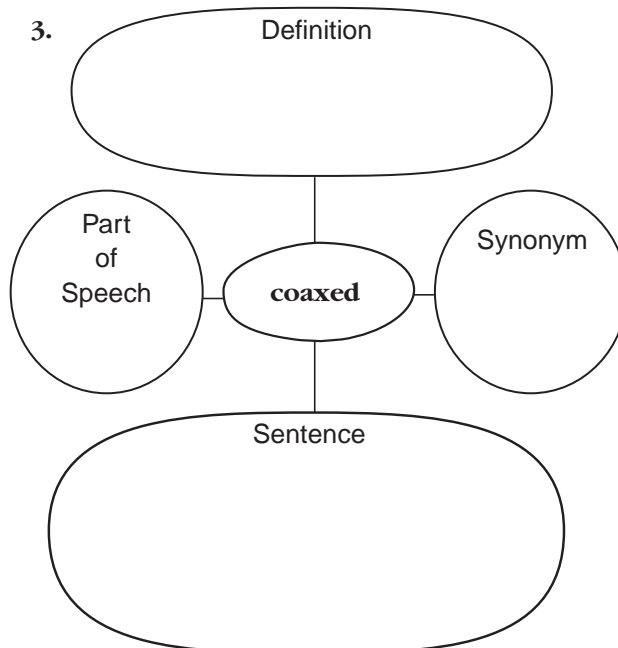 3.
Definition
Part
of
Speech
coaxed
Synonym
Sentence